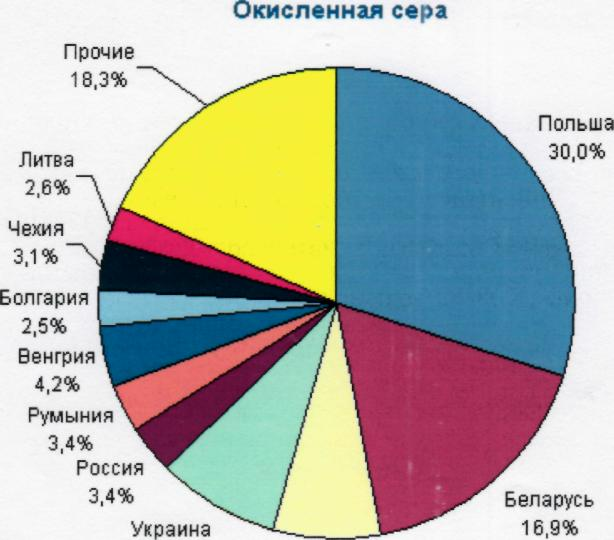 Окисленная сера
Прочие
18,3%
Польша
30,0%
Литва
2,6%
Чехия
3,1%
Болгария
2,5%
Венгрия
4,2%
Румыния
3,4%
Россия
3,4%
Украина
Беларусь
16,9%